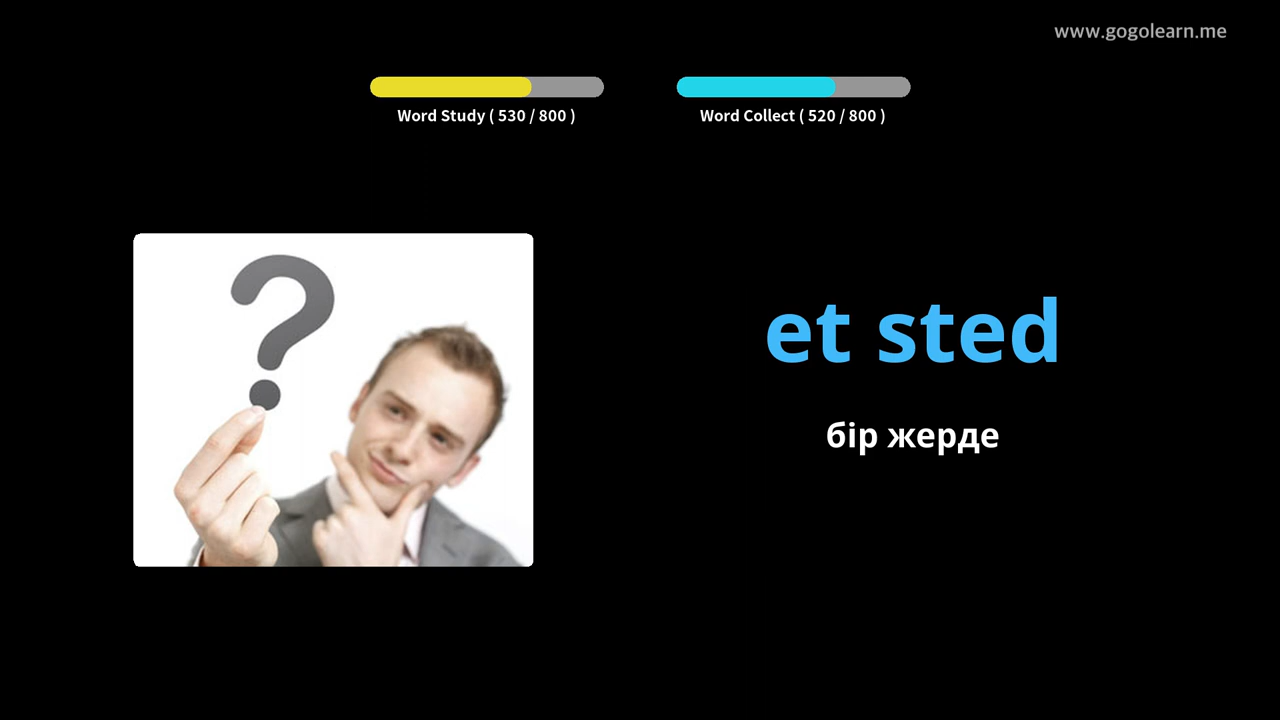 www.gogolearn.me
Word Study ( 530 / 800 )
Word Collect ( 520 / 800 )
?
et sted
бір жерде